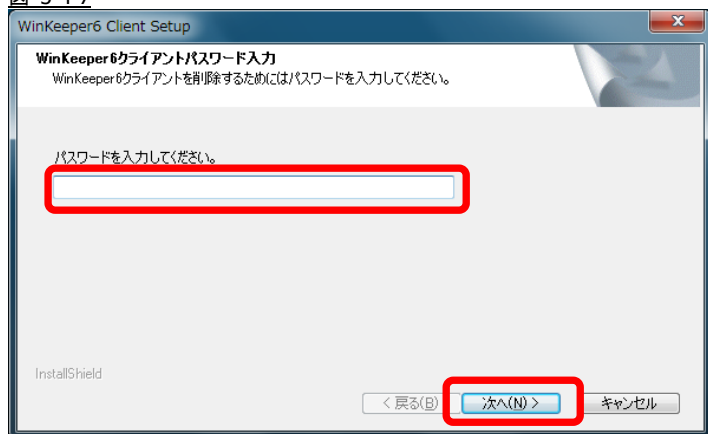 図 3-1-7
WinKeeper6 Client Setup
WinKeeper6クライアントパスワード入力
WinKeeper6クライアントを削除するためにはパスワードを入力してください。
パスワードを入力してください。
InstallShield
< 戻る(B)
次へ(N) >
キャンセル